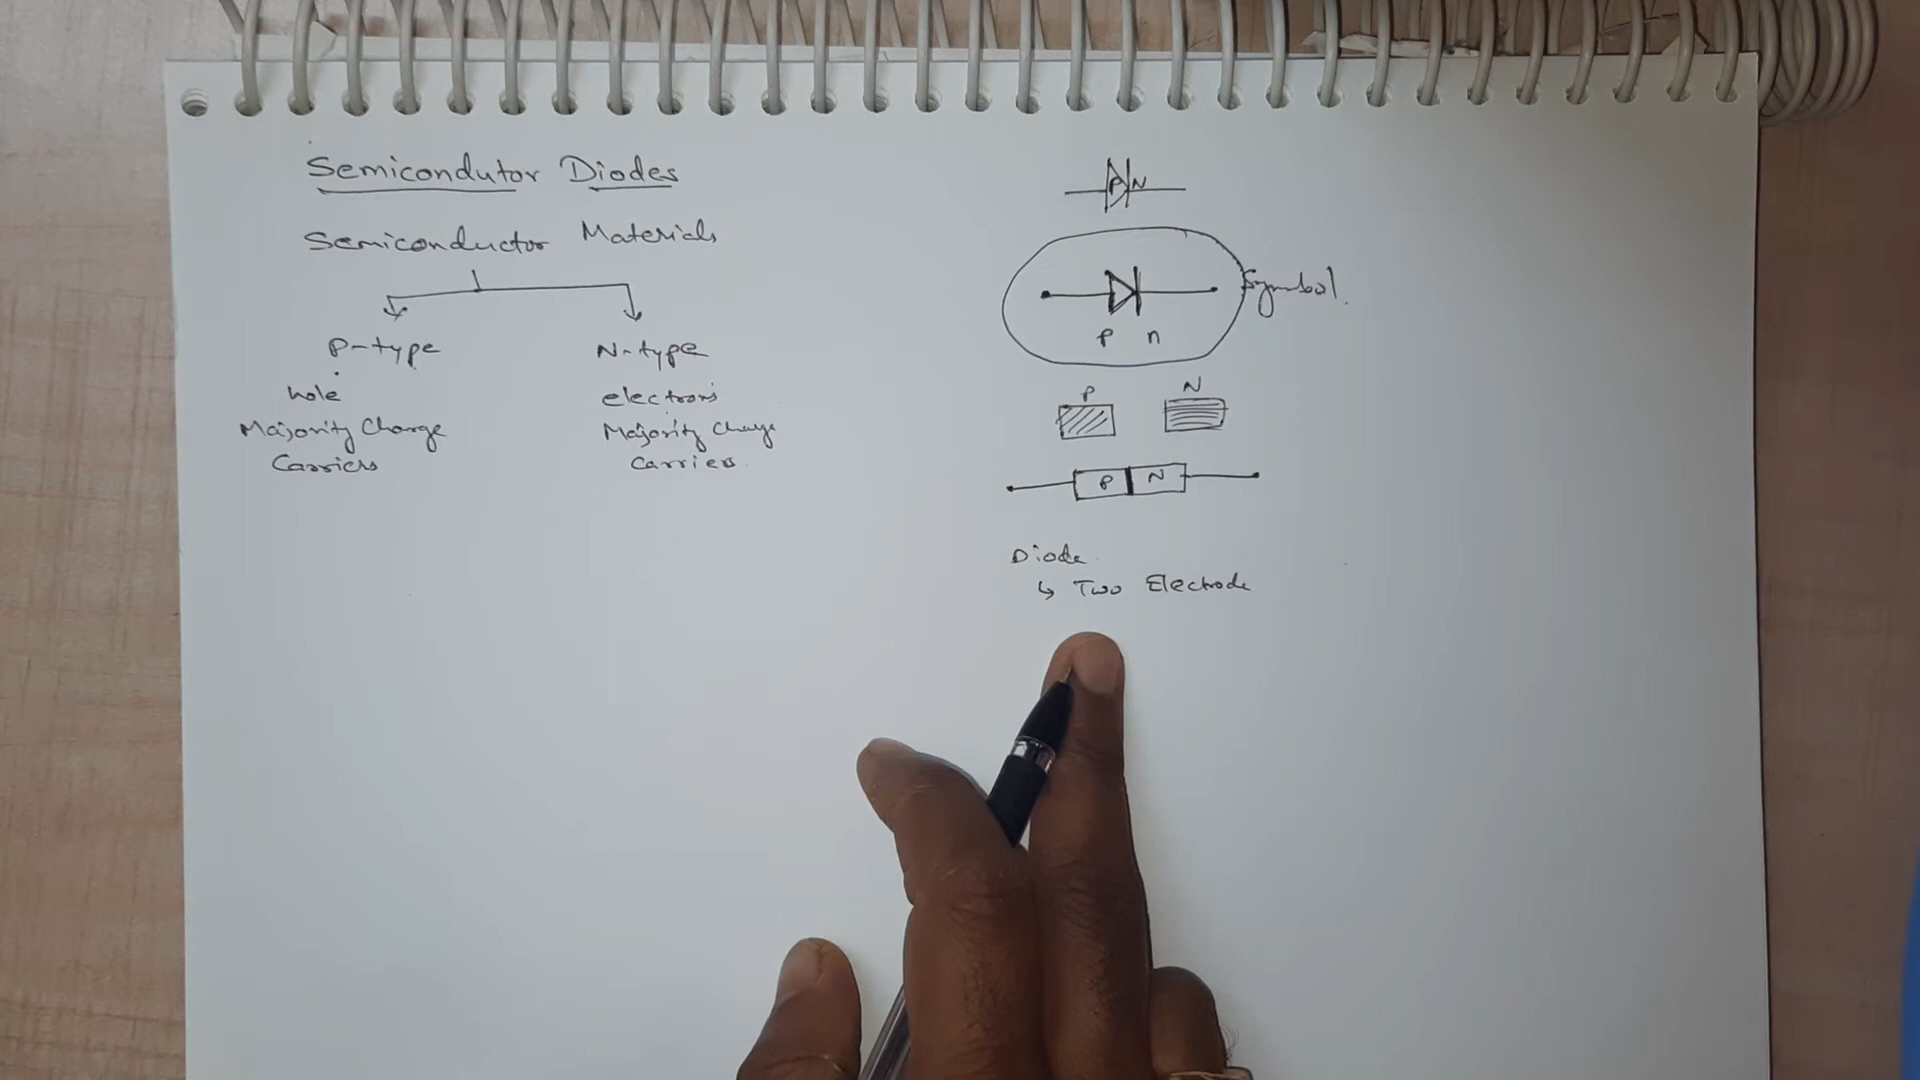 Semicondutor Diodes
Semiconductor Materials
P-type N-type
hole electrons
Majority Charge Majority Charge
Carriers Carriers
P N
Symbol.
P n
P N
P N
Diode
↳ Two Electrode